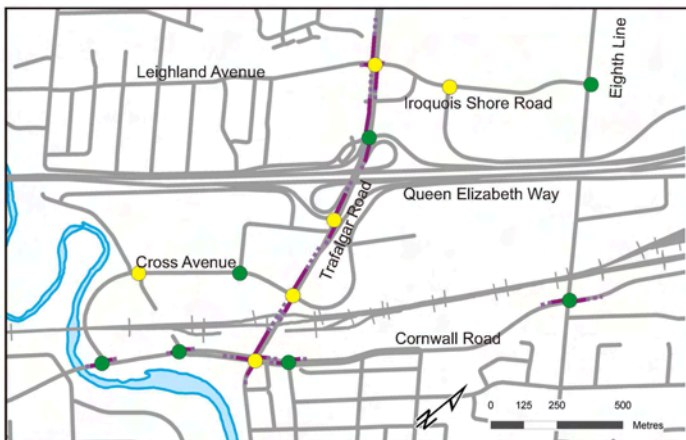 Leighland Avenue
Iroquois Shore Road
Eighth Line
Queen Elizabeth Way
Trafalgar Road
Cross Avenue
Cornwall Road
N
0 125 250 500
Metres